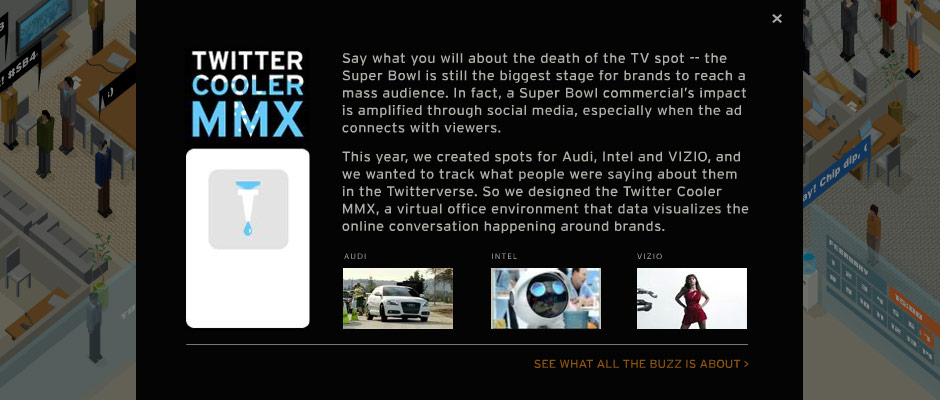 TWITTER
COOLER
MMX
Say what you will about the death of the TV spot -- the
Super Bowl is still the biggest stage for brands to reach a
mass audience. In fact, a Super Bowl commercial's impact
is amplified through social media, especially when the ad
connects with viewers.
This year, we created spots for Audi, Intel and VIZIO, and
we wanted to track what people were saying about them
in the Twitterverse. So we designed the Twitter Cooler
MMX, a virtual office environment that data visualizes the
online conversation happening around brands.
AUDI
INTEL
VIZIO
SEE WHAT ALL THE BUZZ IS ABOUT >
! #SB4
ay! Chip dip,
FEBRUARY